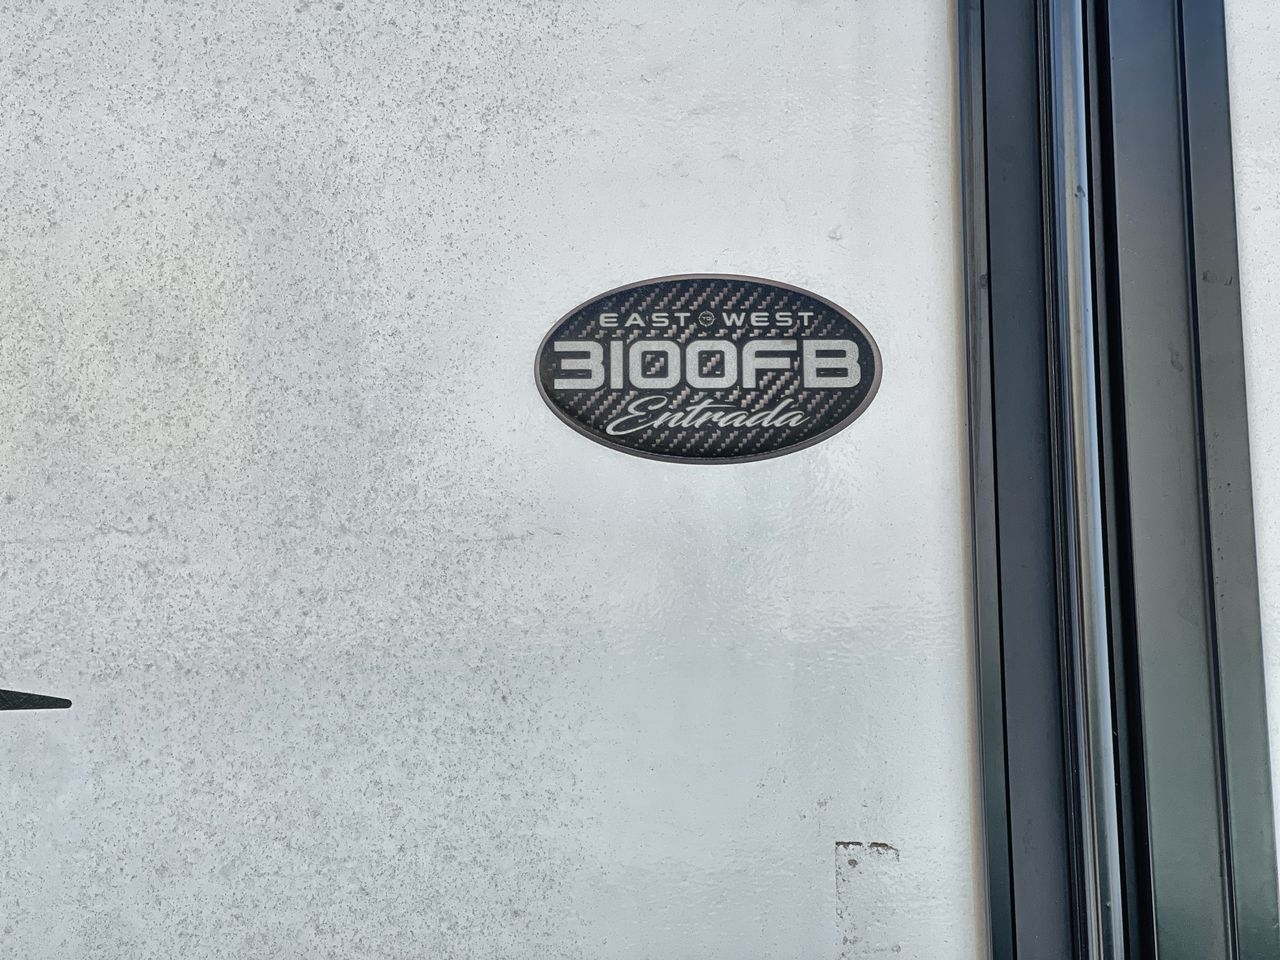 EAST TO WEST
3100FB
Entrada